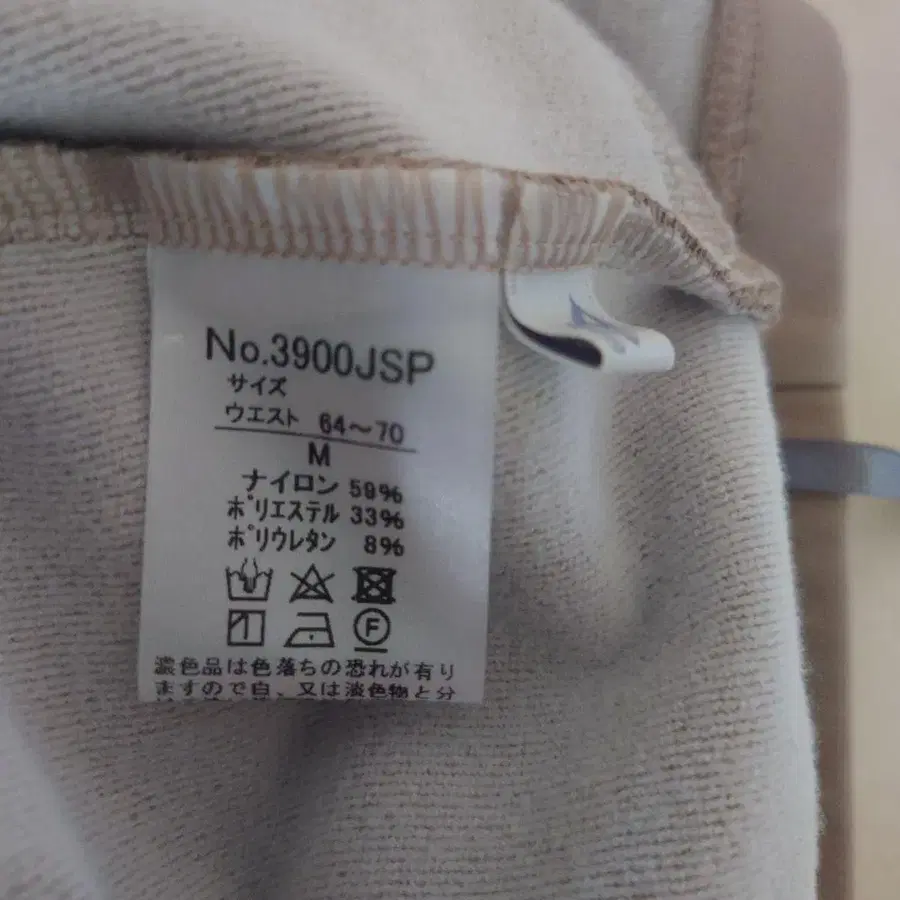 No.3900JSP
サイズ
ウエスト 64～70
M
ナイロン 59%
ポリエステル 33%
ポリウレタン 8%
F
濃色品は色落ちの恐れが有り
ますので白、又は淡色物と分